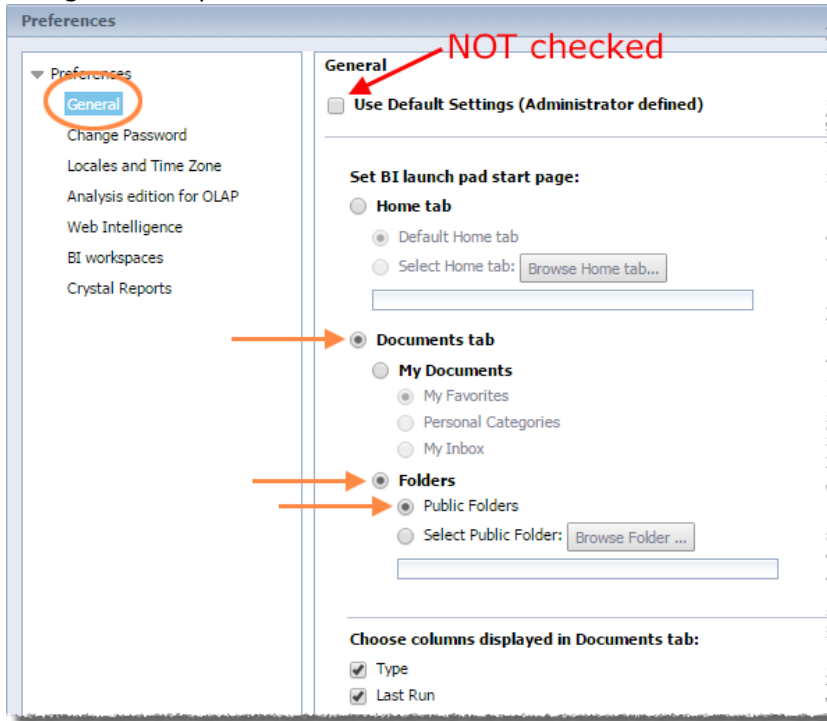 Preferences
NOT checked
Preferences
General
Change Password
Locales and Time Zone
Analysis edition for OLAP
Web Intelligence
BI workspaces
Crystal Reports
General
Use Default Settings (Administrator defined)
Set BI launch pad start page:
Home tab
Default Home tab
Select Home tab: Browse Home tab...
Documents tab
My Documents
My Favorites
Personal Categories
My Inbox
Folders
Public Folders
Select Public Folder: Browse Folder ...
Choose columns displayed in Documents tab:
Type
Last Run